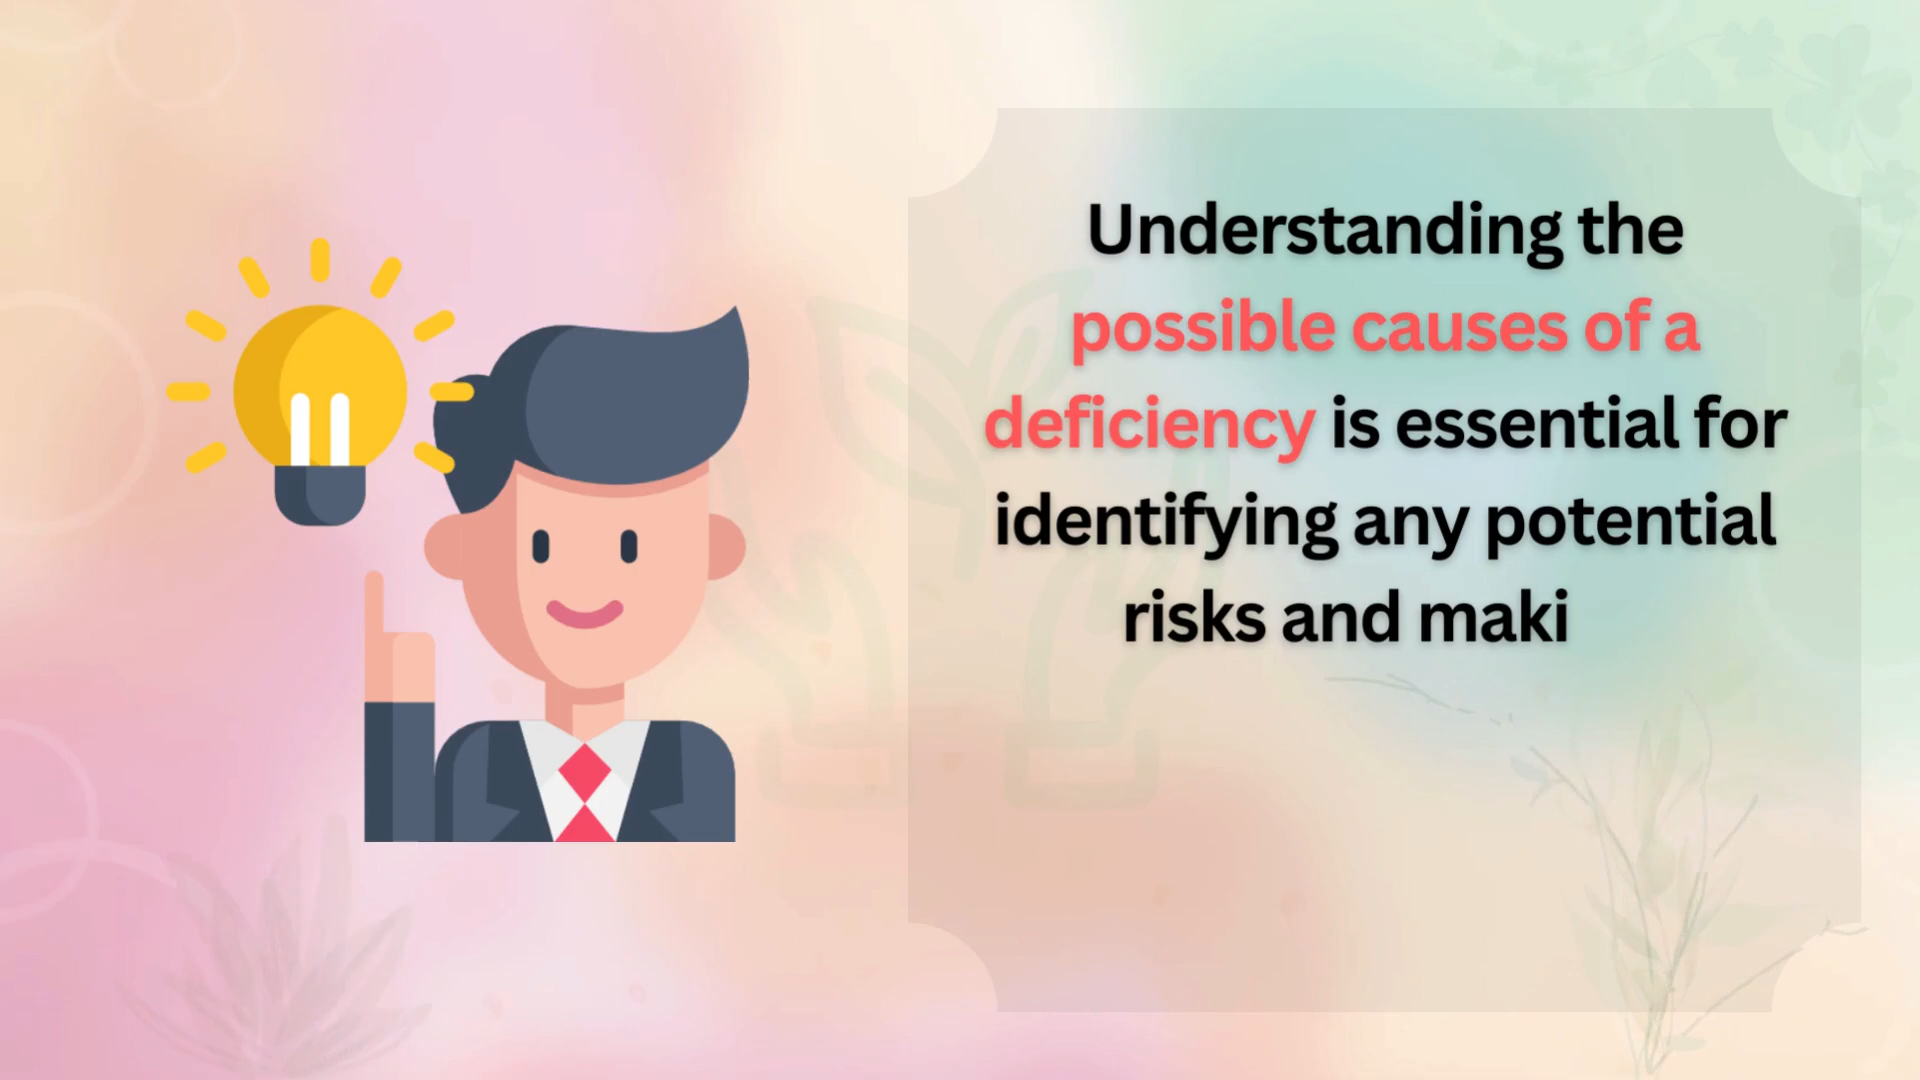 Understanding the
possible causes of a
deficiency is essential for
identifying any potential
risks and maki